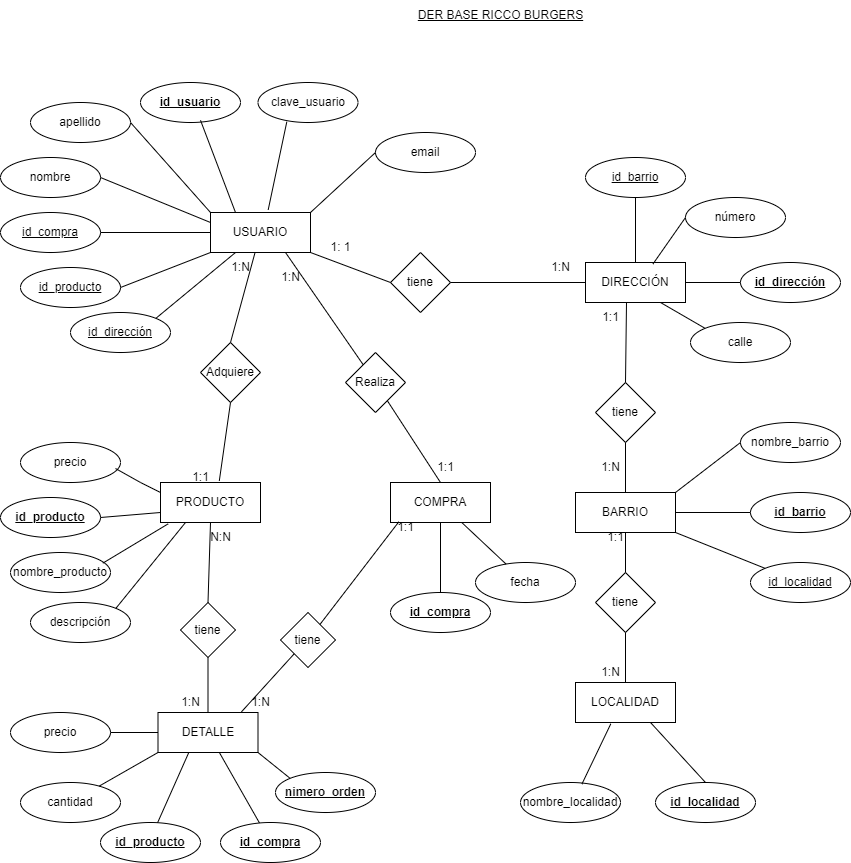 DER BASE RICCO BURGERS
id_usuario
clave_usuario
apellido
email
nombre
id_barrio
número
id_compra
USUARIO
1: 1
1:N
1:N
1:N
tiene
DIRECCIÓN
id_dirección
id_producto
id_dirección
1:1
calle
Adquiere
Realiza
tiene
nombre_barrio
precio
1:1
1:1
1:N
PRODUCTO
COMPRA
BARRIO
id_barrio
id_producto
N:N
1:1
1:1
nombre_producto
fecha
id_localidad
id_compra
descripción
tiene
tiene
tiene
1:N
1:N
1:N
LOCALIDAD
precio
DETALLE
nimero_orden
cantidad
nombre_localidad
id_localidad
id_producto
id_compra